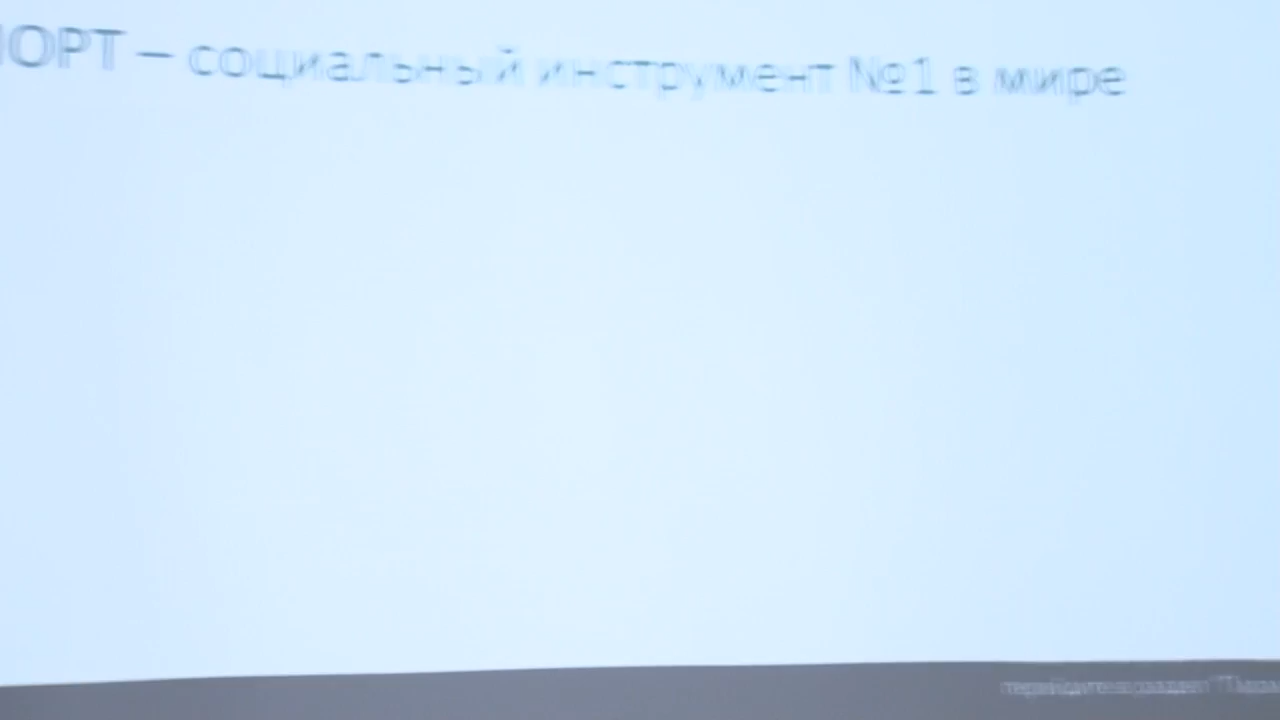 ОРТ – социальный инструмент №1 в мире